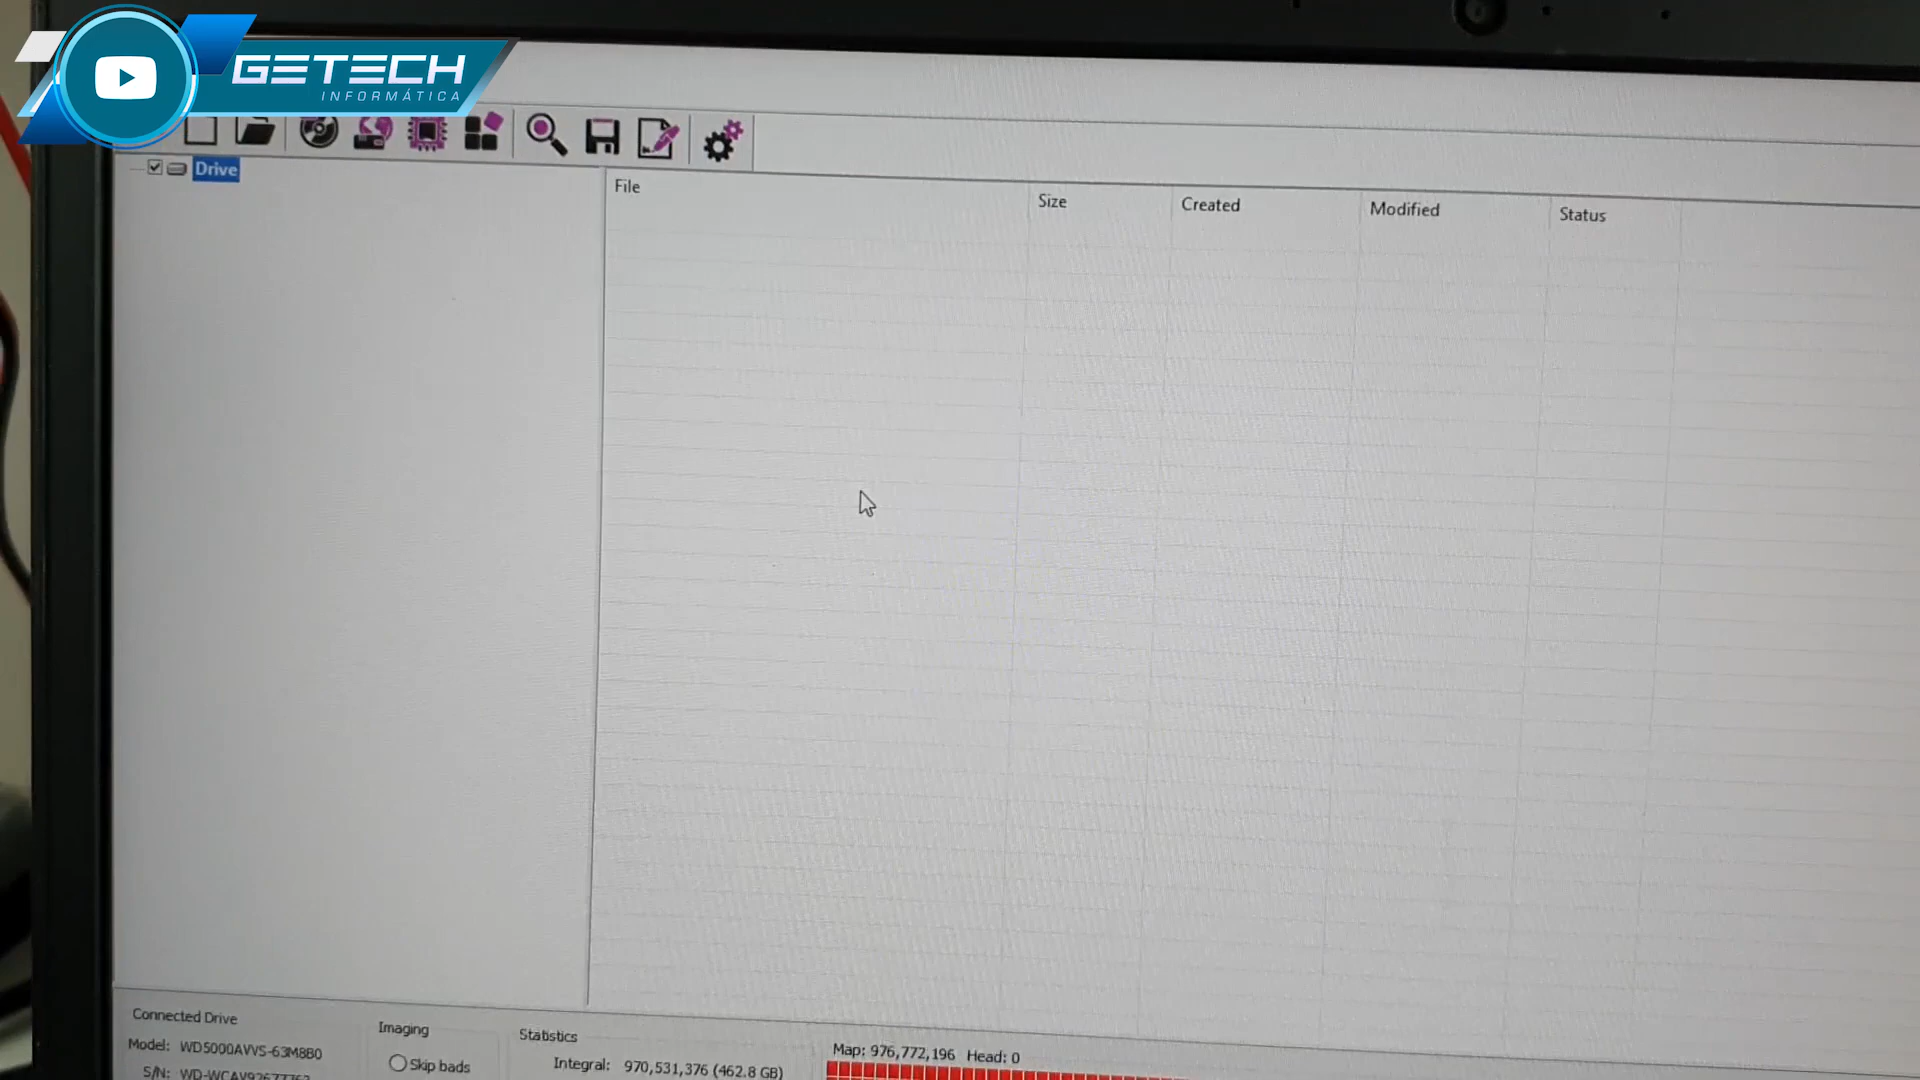 GETECH
INFORMÁTICA
Drive
File
Size
Created
Modified
Status
Connected Drive
Model: WD5000AVVS-63M8B0
S/N:
Imaging
Skip bads
Statistics
Integral: 970,531,376 (462.8 GB)
Map: 976,772,196 Head: 0